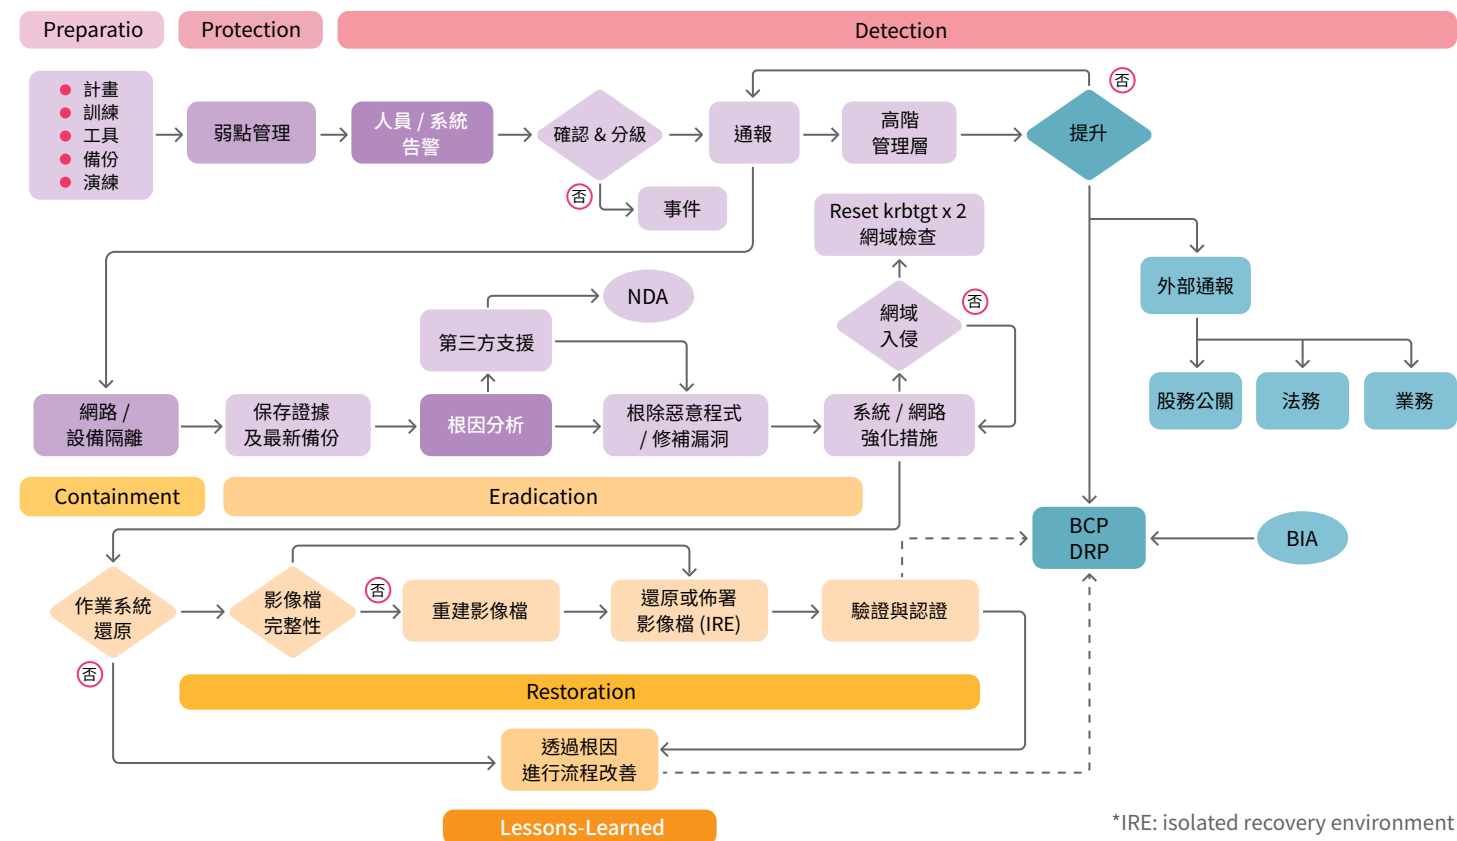 Preparatio
Protection
Detection
計畫
訓練
工具
備份
演練
弱點管理
人員 / 系統
告警
確認 & 分級
否
事件
通報
高階
管理層
提升
否
Reset krbtgt x 2
網域檢查
網域
入侵
否
外部通報
股務公關
法務
業務
NDA
第三方支援
網路 /
設備隔離
保存證據
及最新備份
根因分析
根除惡意程式
/ 修補漏洞
系統 / 網路
強化措施
Containment
Eradication
BCP
DRP
BIA
作業系統
還原
否
影像檔
完整性
否
重建影像檔
還原或佈署
影像檔 (IRE)
驗證與認證
Restoration
透過根因
進行流程改善
Lessons-Learned
*IRE: isolated recovery environment